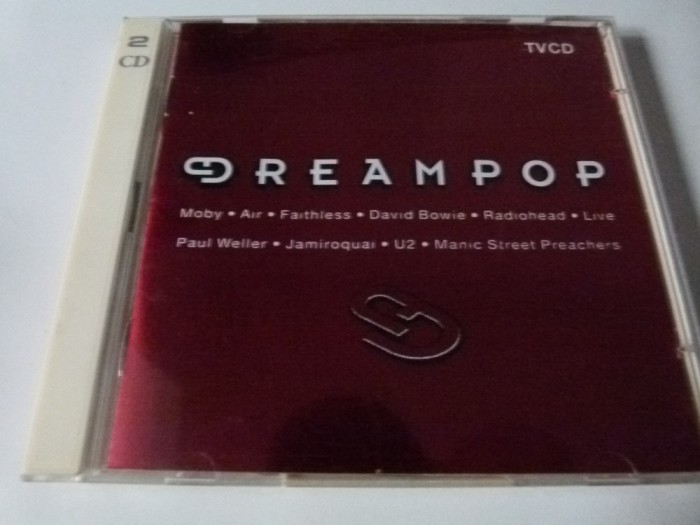 2
CD
TVCD
DREAMPOP
Moby • Air • Faithless • David Bowie • Radiohead • Live
Paul Weller • Jamiroquai • U2 • Manic Street Preachers